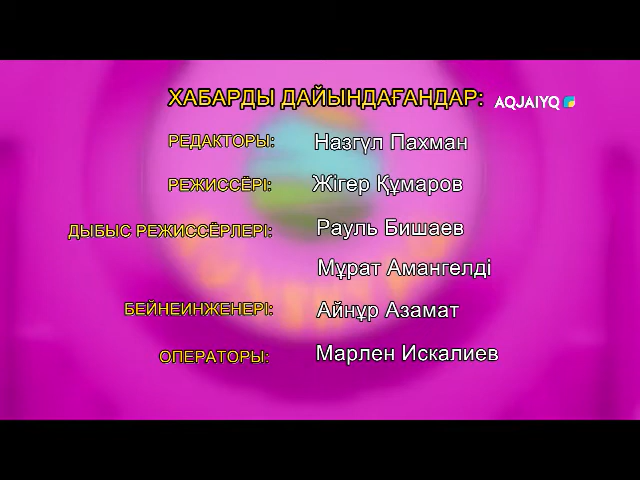 ХАБАРДЫ ДАЙЫНДАҒАНДАР:
AQJAIYQ
РЕДАКТОРЫ: Назгүл Пахман
РЕЖИССЁРІ: Жігер Құмаров
ДЫБЫС РЕЖИССЁРЛЕРІ: Рауль Бишаев
Мұрат Амангелді
БЕЙНЕИНЖЕНЕРІ: Айнұр Азамат
ОПЕРАТОРЫ: Марлен Искалиев